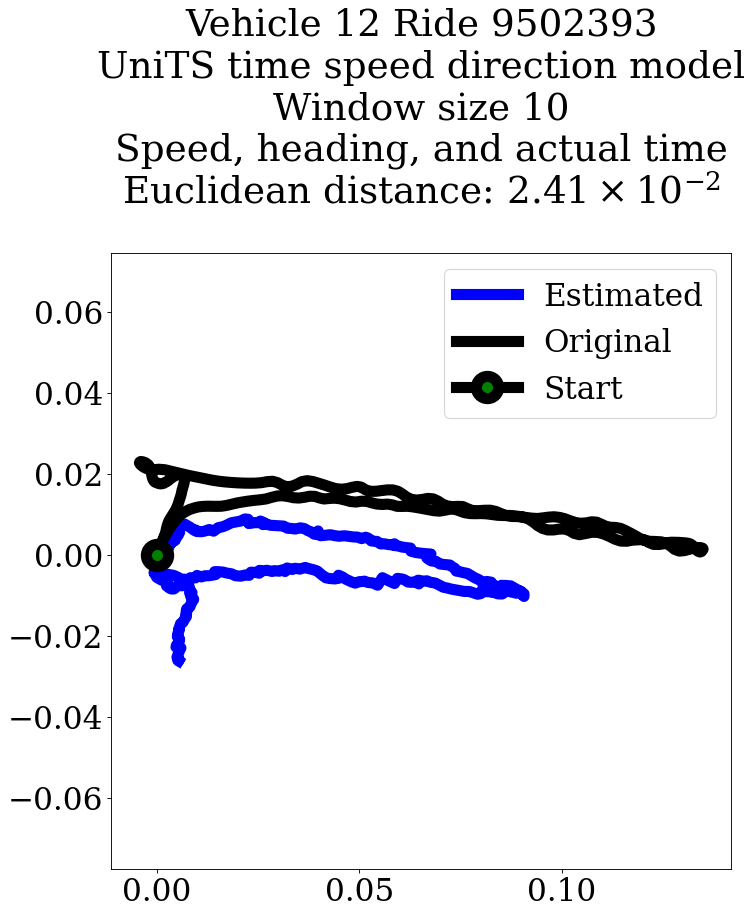 Vehicle 12 Ride 9502393
UniTS time speed direction model
Window size 10
Speed, heading, and actual time
Euclidean distance: 2.41 × 10⁻²
Estimated
Original
Start
0.06
0.04
0.02
0.00
−0.02
−0.04
−0.06
0.00 0.05 0.10